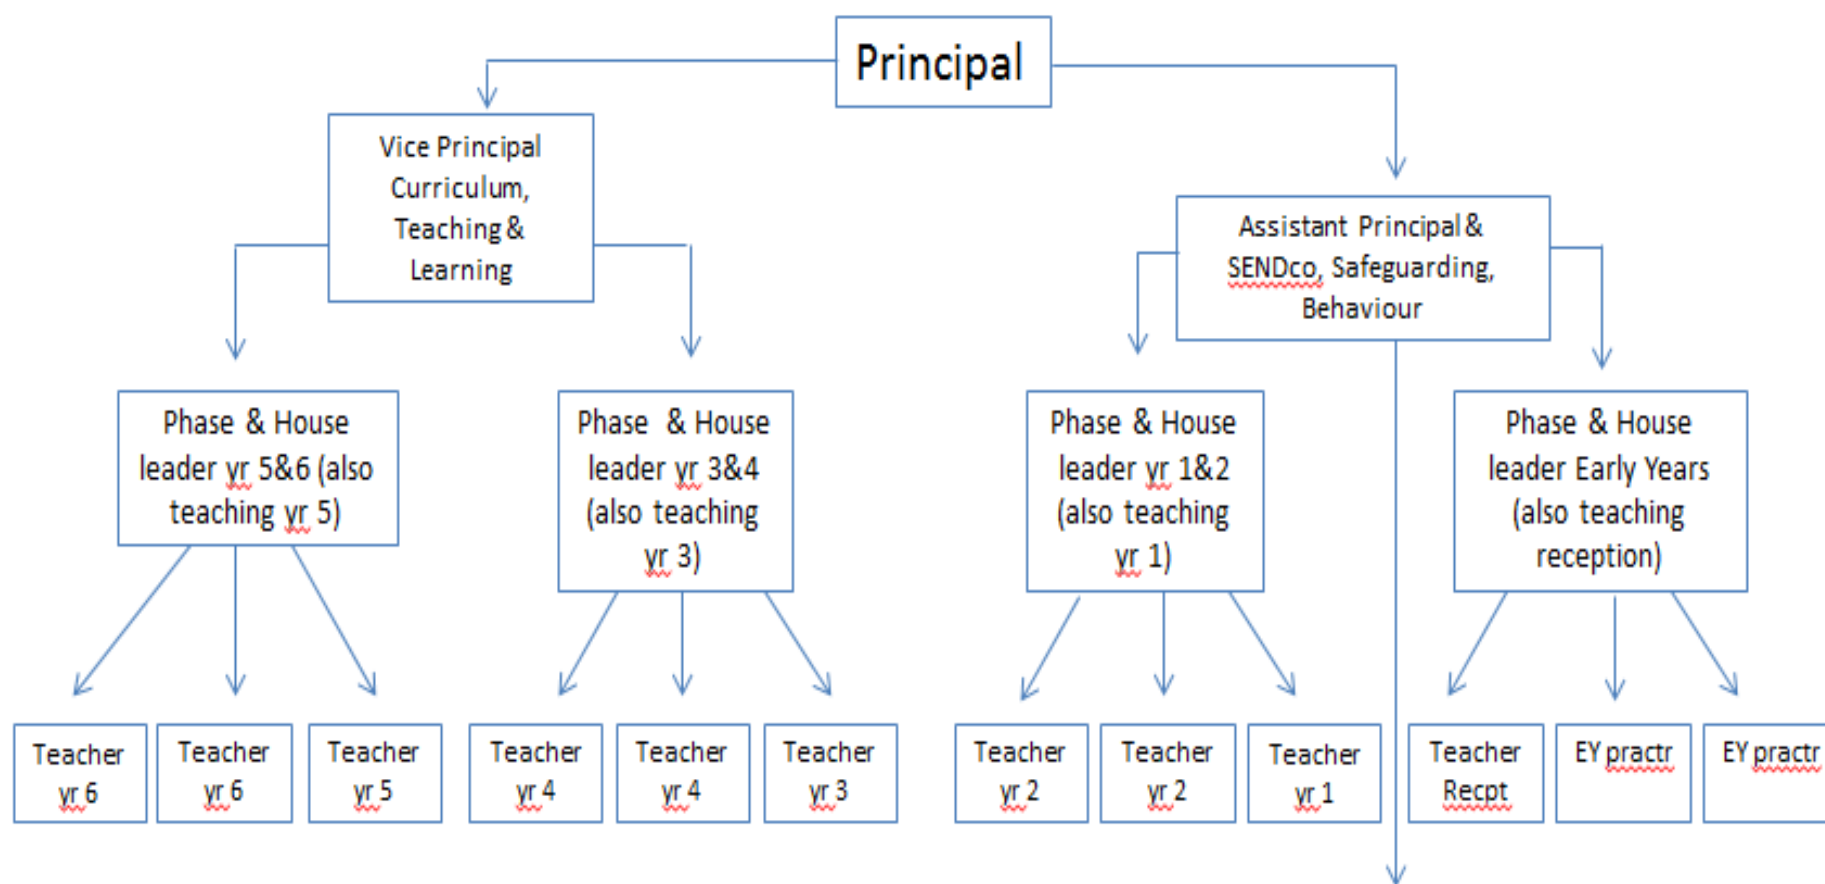 Principal
Vice Principal
Curriculum,
Teaching &
Learning
Assistant Principal &
SENDco, Safeguarding,
Behaviour
Phase & House
leader yr 5&6 (also
teaching yr 5)
Phase & House
leader yr 3&4
(also teaching
yr 3)
Phase & House
leader yr 1&2
(also teaching
yr 1)
Phase & House
leader Early Years
(also teaching
reception)
Teacher
yr 6
Teacher
yr 6
Teacher
yr 5
Teacher
yr 4
Teacher
yr 4
Teacher
yr 3
Teacher
yr 2
Teacher
yr 2
Teacher
yr 1
Teacher
Recpt
EY practr
EY practr